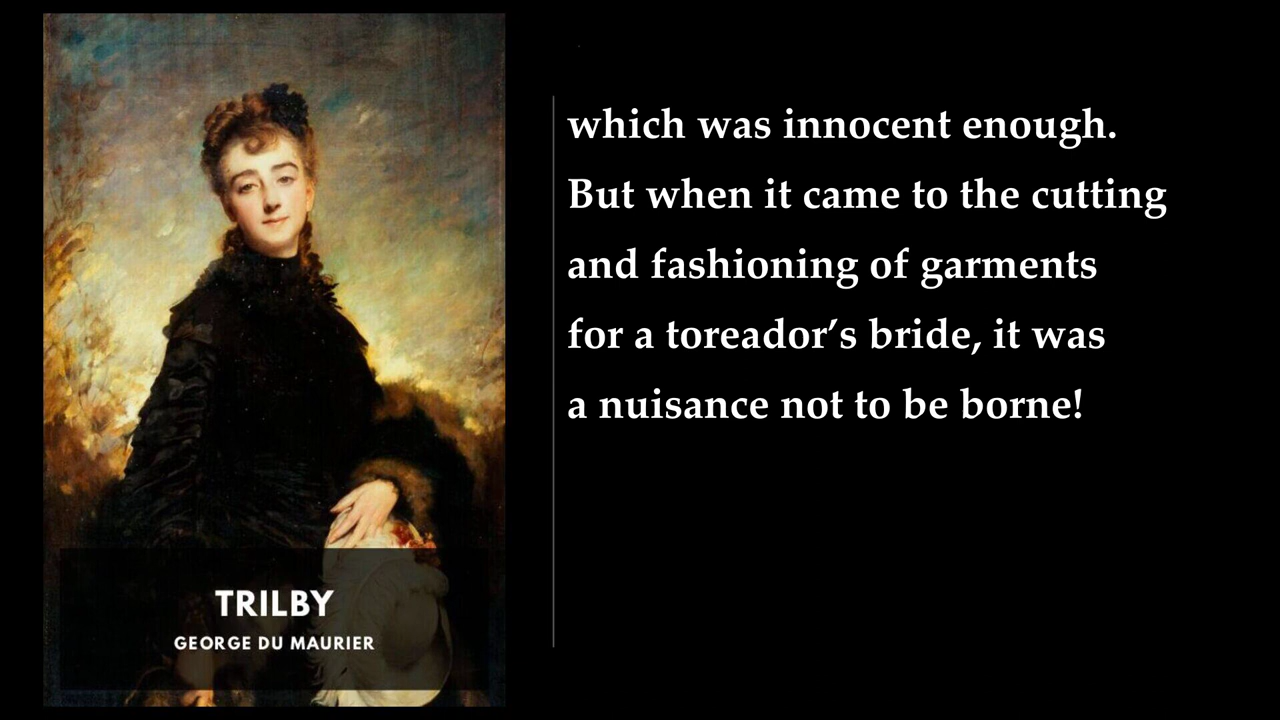 TRILBY
GEORGE DU MAURIER
which was innocent enough.
But when it came to the cutting
and fashioning of garments
for a toreador’s bride, it was
a nuisance not to be borne!